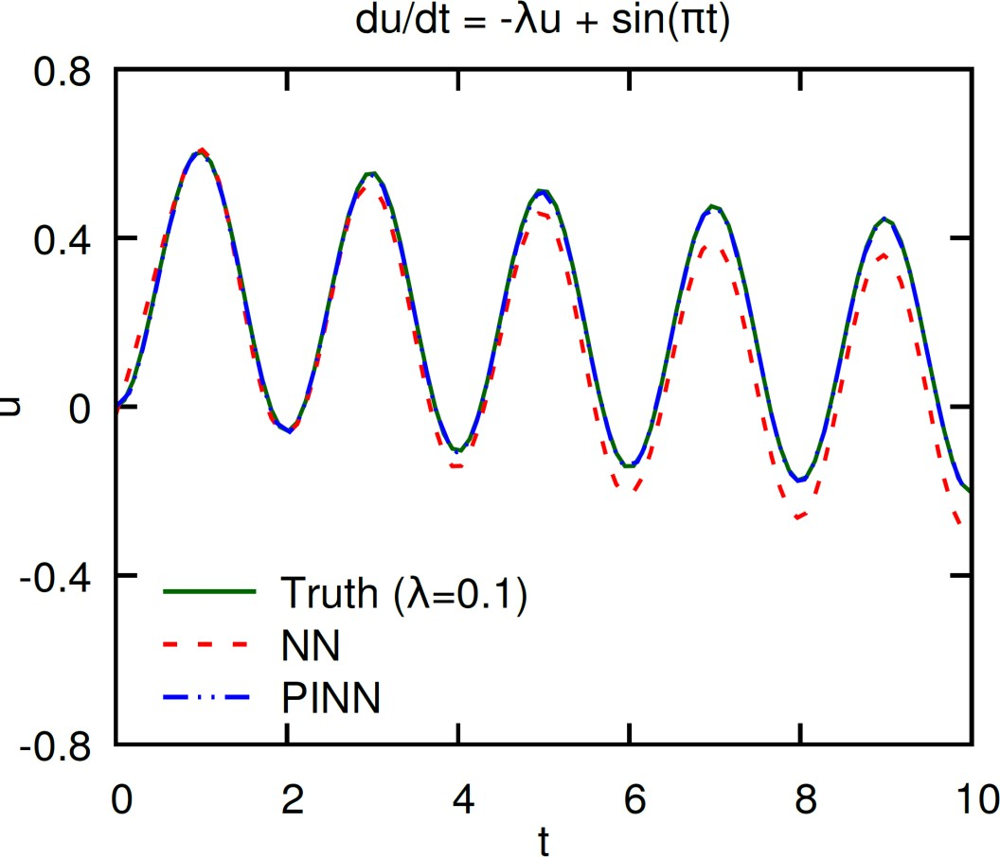 du/dt = -λu + sin(πt)
0.8
0.4
0
-0.4
-0.8
u
Truth (λ=0.1)
NN
PINN
0 2 4 6 8 10
t